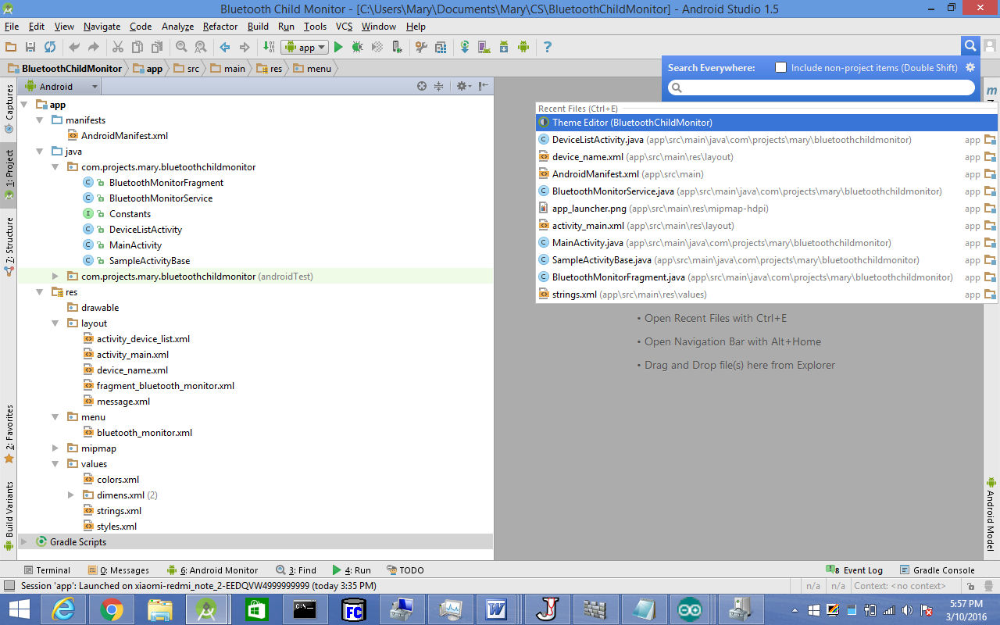 Bluetooth Child Monitor - [C:\Users\Mary\Documents\Mary\CS\BluetoothChildMonitor] - Android Studio 1.5
File Edit View Navigate Code Analyze Refactor Build Run Tools VCS Window Help
app
BluetoothChildMonitor app src main res menu
Search Everywhere: Include non-project items (Double Shift)
Android
Captures
1: Project
7: Structure
2: Favorites
Build Variants
app
manifests
AndroidManifest.xml
java
com.projects.mary.bluetoothchildmonitor
BluetoothMonitorFragment
BluetoothMonitorService
Constants
DeviceListActivity
MainActivity
SampleActivityBase
com.projects.mary.bluetoothchildmonitor (androidTest)
res
drawable
layout
activity_device_list.xml
activity_main.xml
device_name.xml
fragment_bluetooth_monitor.xml
message.xml
menu
bluetooth_monitor.xml
mipmap
values
colors.xml
dimens.xml (2)
strings.xml
styles.xml
Gradle Scripts
Recent Files (Ctrl+E)
Theme Editor (BluetoothChildMonitor)
DeviceListActivity.java (app\src\main\java\com\projects\mary\bluetoothchildmonitor) app
device_name.xml (app\src\main\res\layout) app
AndroidManifest.xml (app\src\main) app
BluetoothMonitorService.java (app\src\main\java\com\projects\mary\bluetoothchildmonitor) app
app_launcher.png (app\src\main\res\mipmap-hdpi) app
activity_main.xml (app\src\main\res\layout) app
MainActivity.java (app\src\main\java\com\projects\mary\bluetoothchildmonitor) app
SampleActivityBase.java (app\src\main\java\com\projects\mary\bluetoothchildmonitor) app
BluetoothMonitorFragment.java (app\src\main\java\com\projects\mary\bluetoothchildmonitor) app
strings.xml (app\src\main\res\values) app
• Open Recent Files with Ctrl+E
• Open Navigation Bar with Alt+Home
• Drag and Drop file(s) here from Explorer
m
Android Model
Terminal 0: Messages 6: Android Monitor 3: Find 4: Run TODO 8 Event Log Gradle Console
Session 'app': Launched on xiaomi-redmi_note_2-EEDQVW4999999999 (today 3:35 PM) n/a n/a Context: <no context>
C:\_
FC
W
J
5:57 PM
3/10/2016